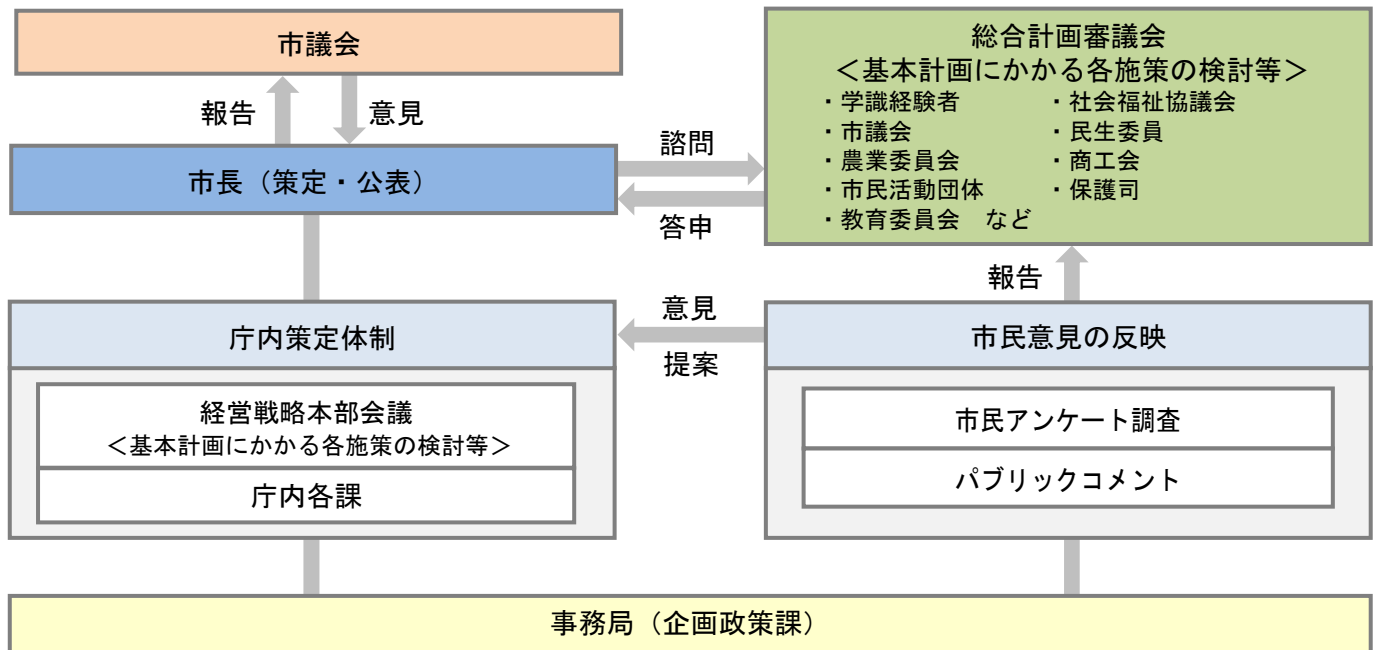 市議会
報告
意見
市長（策定・公表）
諮問
答申
総合計画審議会
＜基本計画にかかる各施策の検討等＞
・学識経験者
・社会福祉協議会
・市議会
・民生委員
・農業委員会
・商工会
・市民活動団体
・保護司
・教育委員会　など
報告
庁内策定体制
意見
提案
市民意見の反映
経営戦略本部会議
＜基本計画にかかる各施策の検討等＞
庁内各課
市民アンケート調査
パブリックコメント
事務局（企画政策課）